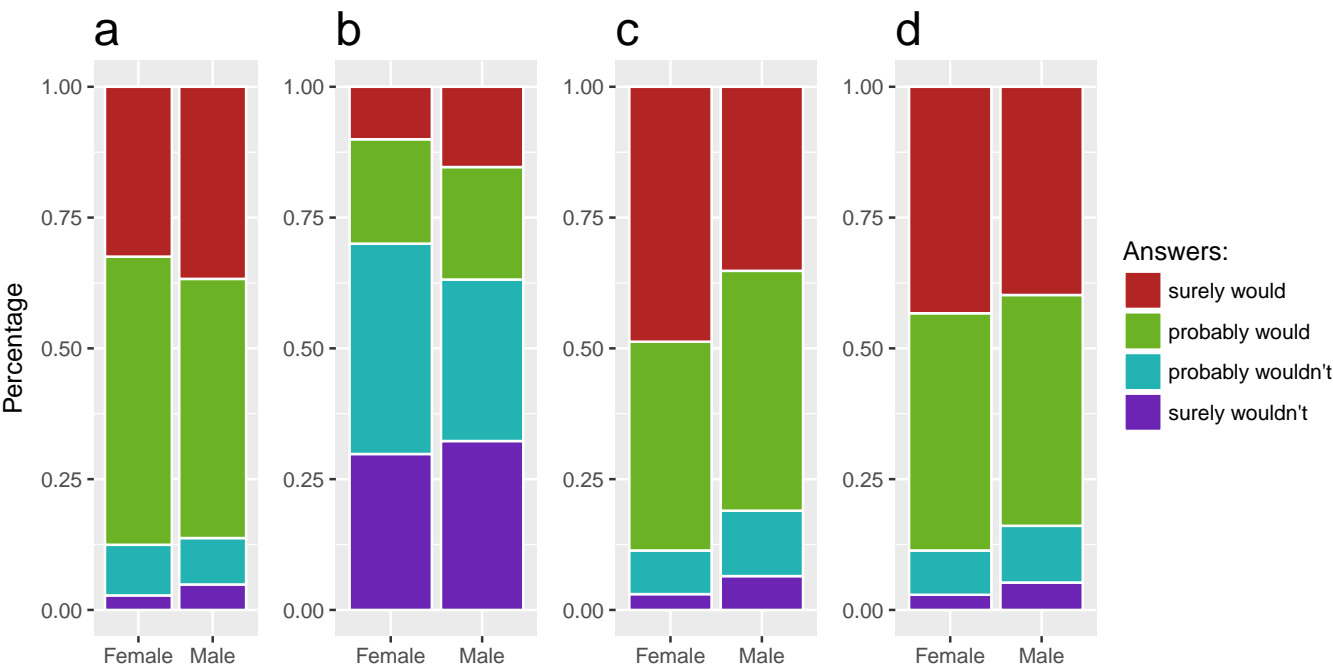 a b c d
Percentage
1.00 1.00 1.00 1.00
0.75 0.75 0.75 0.75
0.50 0.50 0.50 0.50
0.25 0.25 0.25 0.25
0.00 0.00 0.00 0.00
Female Male Female Male Female Male Female Male
Answers:
surely would
probably would
probably wouldn't
surely wouldn't